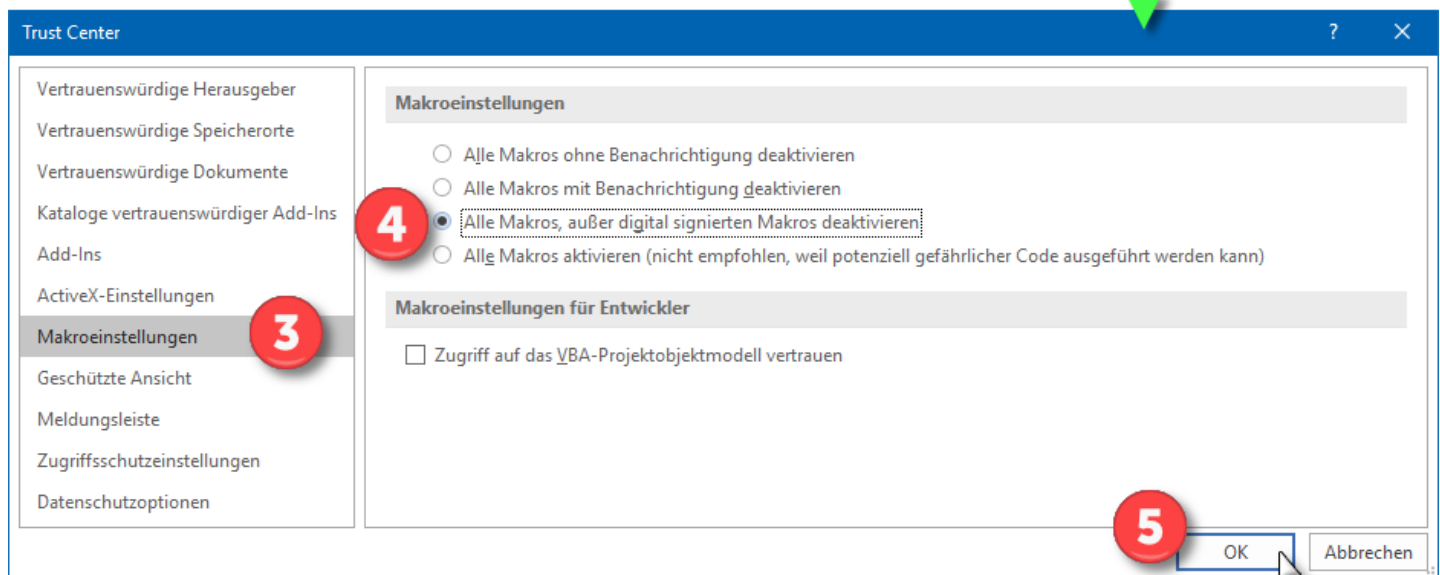 Trust Center
?
Vertrauenswürdige Herausgeber
Vertrauenswürdige Speicherorte
Vertrauenswürdige Dokumente
Kataloge vertrauenswürdiger Add-Ins
Add-Ins
ActiveX-Einstellungen
Makroeinstellungen
3
Geschützte Ansicht
Meldungsleiste
Zugriffsschutzeinstellungen
Datenschutzoptionen
Makroeinstellungen
Alle Makros ohne Benachrichtigung deaktivieren
Alle Makros mit Benachrichtigung deaktivieren
4
Alle Makros, außer digital signierten Makros deaktivieren
Alle Makros aktivieren (nicht empfohlen, weil potenziell gefährlicher Code ausgeführt werden kann)
Makroeinstellungen für Entwickler
Zugriff auf das VBA-Projektobjektmodell vertrauen
5
OK
Abbrechen